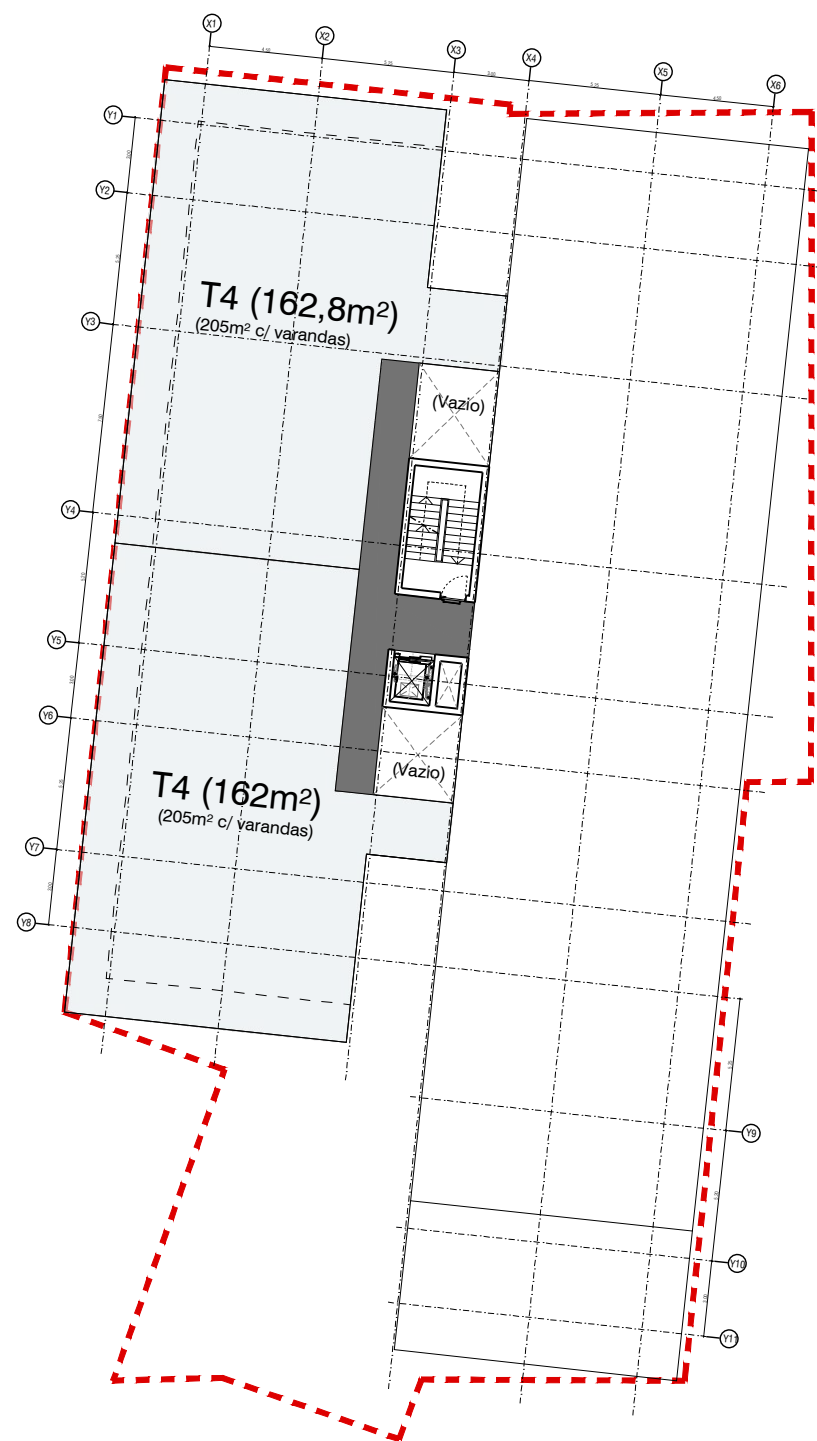 X1
X2
X3
X4
X5
X6
Y1
Y2
T4 (162,8m²)
(205m² c/ varandas)
Y3
(Vazio)
Y4
Y5
Y6
(Vazio)
T4 (162m²)
(205m² c/ varandas)
Y7
Y8
Y9
Y10
Y11